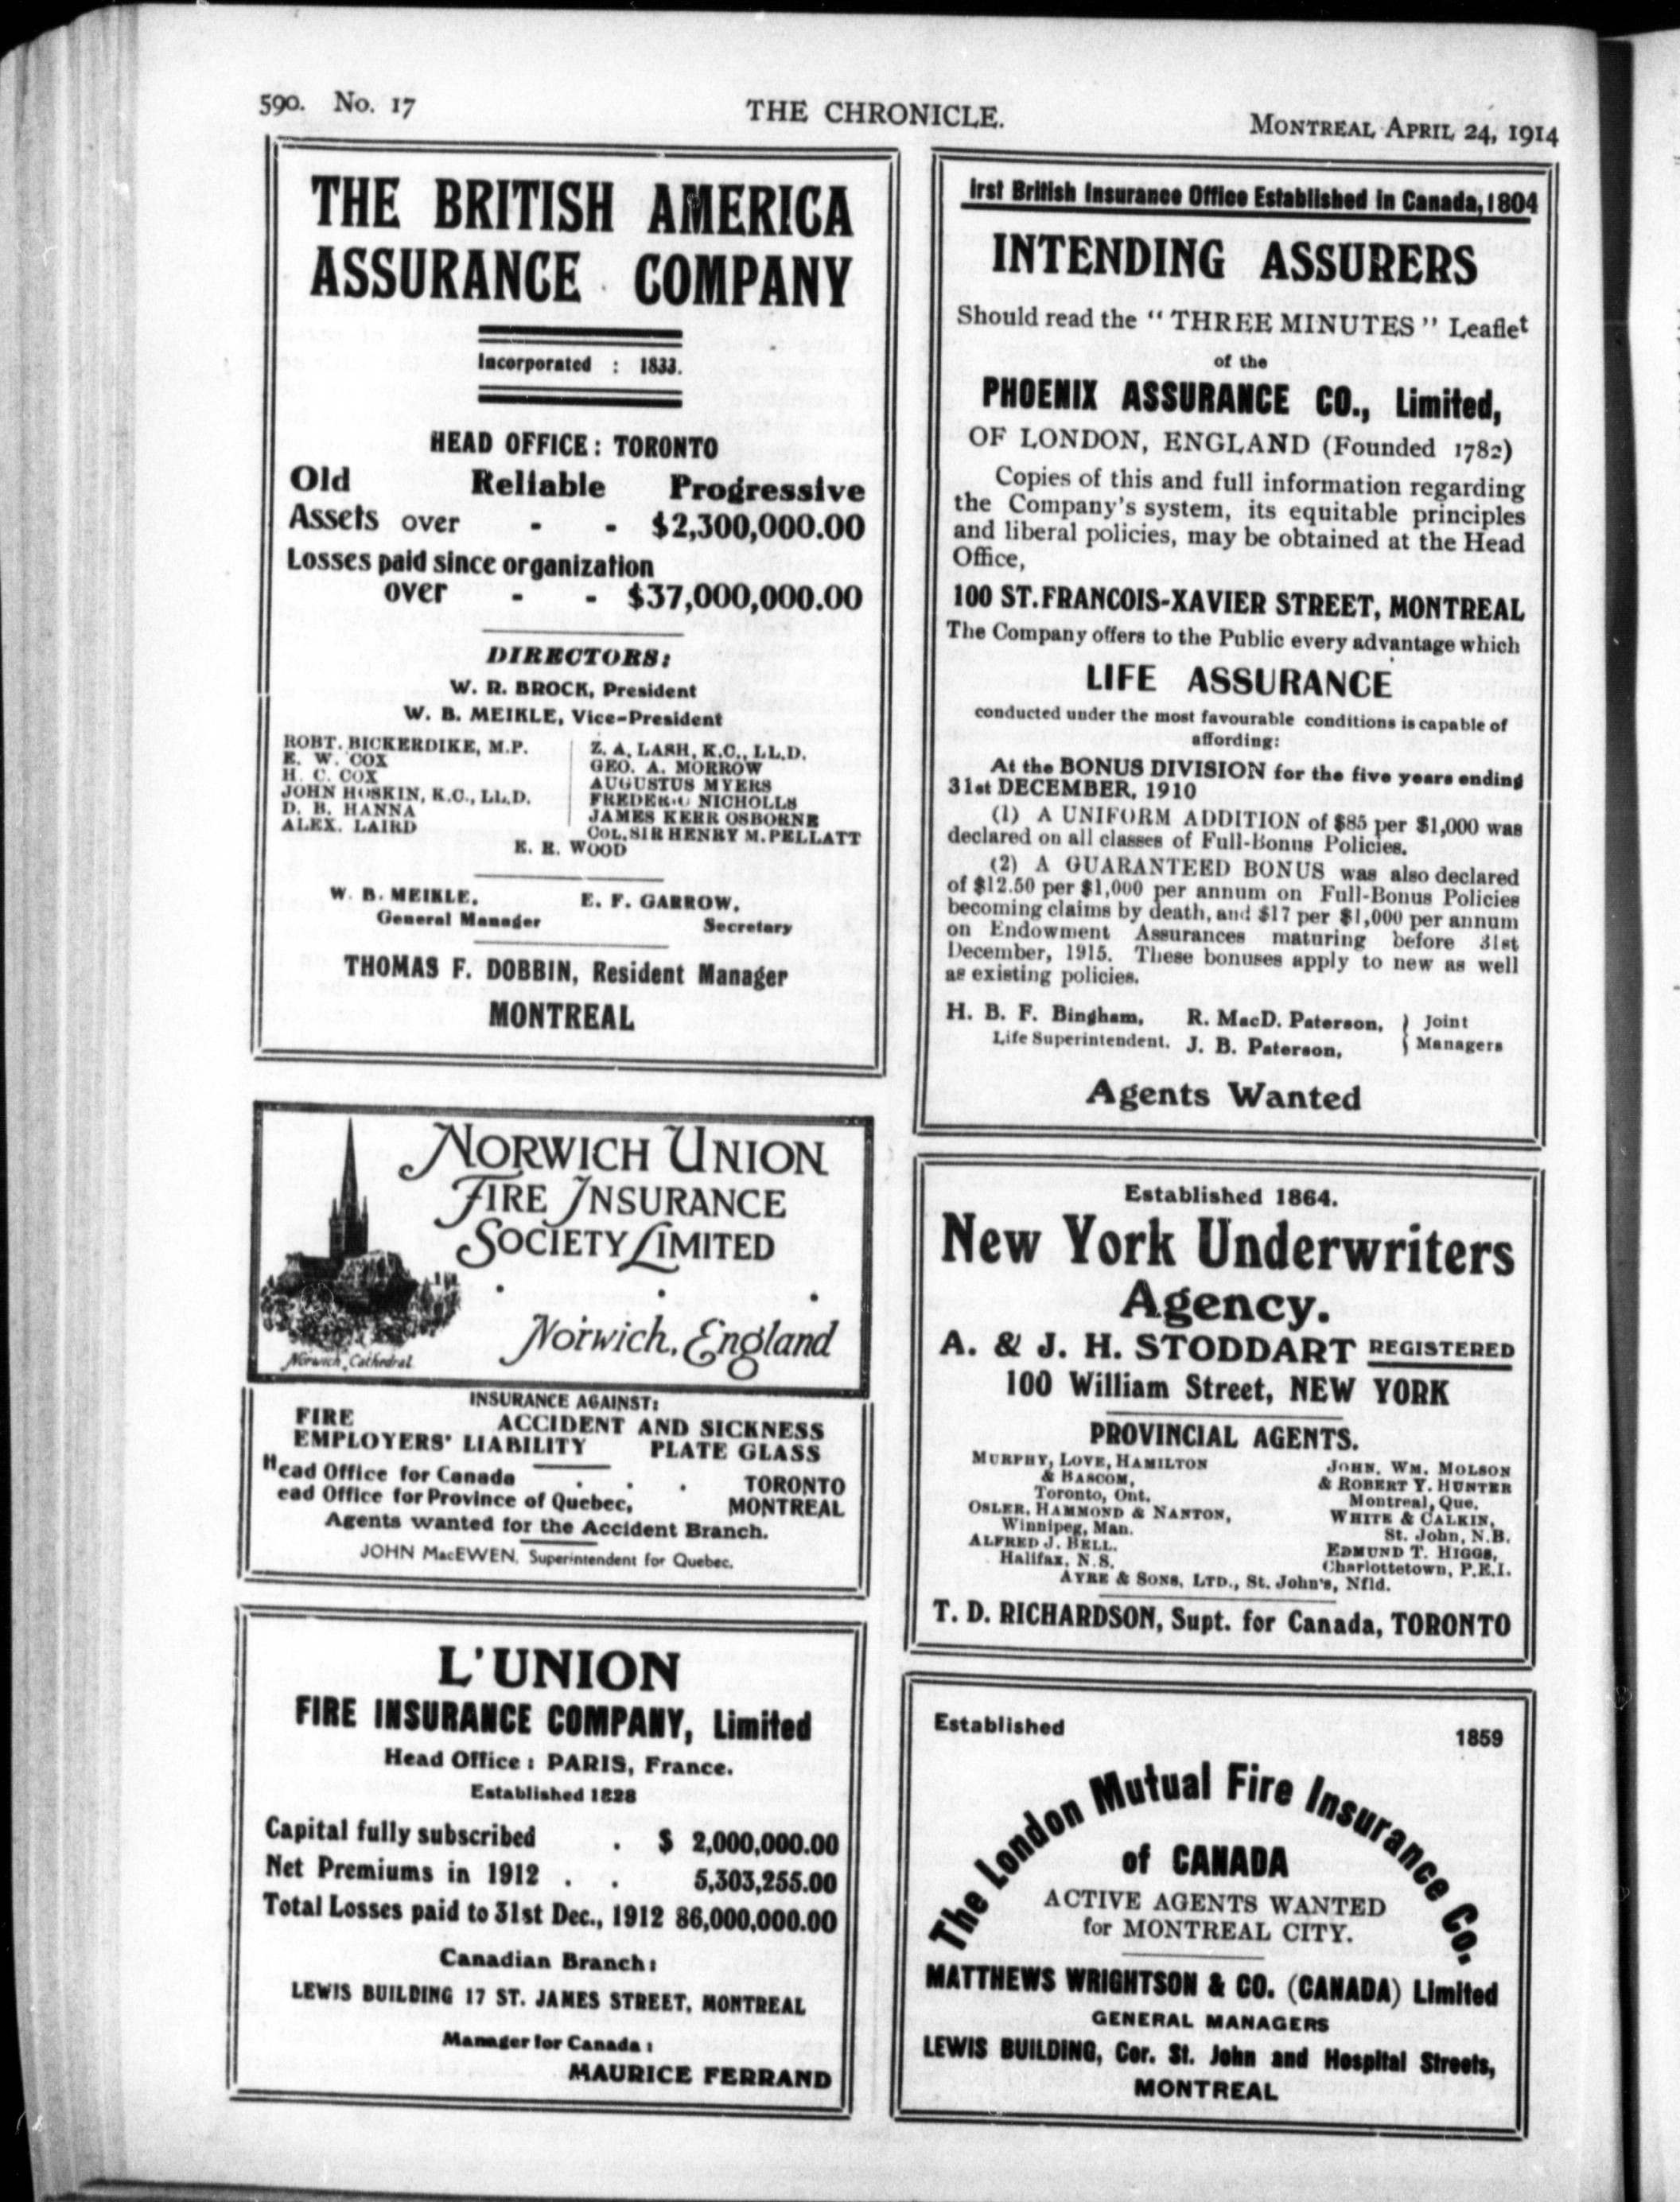 590. No. 17
THE CHRONICLE.
MONTREAL APRIL 24, 1914
THE BRITISH AMERICA
ASSURANCE COMPANY
Incorporated : 1833.
HEAD OFFICE : TORONTO
Old Reliable Progressive
Assets over - - $2,300,000.00
Losses paid since organization
over - - $37,000,000.00
DIRECTORS:
W. R. BROCK, President
W. B. MEIKLE, Vice-President
ROBT. BICKERDIKE, M.P.
E. W. COX
H. C. COX
JOHN HOSKIN, K.C., LL.D.
D. B. HANNA
ALEX. LAIRD
Z. A. LASH, K.C., LL.D.
GEO. A. MORROW
AUGUSTUS MYERS
FREDERIC NICHOLLS
JAMES KERR OSBORNE
COL. SIR HENRY M. PELLATT
E. R. WOOD
W. B. MEIKLE, E. F. GARROW,
General Manager Secretary
THOMAS F. DOBBIN, Resident Manager
MONTREAL
NORWICH UNION
FIRE INSURANCE
SOCIETY LIMITED
Norwich, England
Norwich Cathedral
INSURANCE AGAINST:
FIRE ACCIDENT AND SICKNESS
EMPLOYERS' LIABILITY PLATE GLASS
Head Office for Canada . . . TORONTO
ead Office for Province of Quebec, MONTREAL
Agents wanted for the Accident Branch.
JOHN MacEWEN, Superintendent for Quebec.
L'UNION
FIRE INSURANCE COMPANY, Limited
Head Office : PARIS, France.
Established 1828
Capital fully subscribed . $ 2,000,000.00
Net Premiums in 1912 . . 5,303,255.00
Total Losses paid to 31st Dec., 1912 86,000,000.00
Canadian Branch :
LEWIS BUILDING 17 ST. JAMES STREET, MONTREAL
Manager for Canada :
MAURICE FERRAND
irst British Insurance Office Established in Canada, 1804
INTENDING ASSURERS
Should read the "THREE MINUTES" Leaflet
of the
PHOENIX ASSURANCE CO., Limited,
OF LONDON, ENGLAND (Founded 1782)
Copies of this and full information regarding
the Company's system, its equitable principles
and liberal policies, may be obtained at the Head
Office,
100 ST. FRANCOIS-XAVIER STREET, MONTREAL
The Company offers to the Public every advantage which
LIFE ASSURANCE
conducted under the most favourable conditions is capable of
affording:
At the BONUS DIVISION for the five years ending
31st DECEMBER, 1910
(1) A UNIFORM ADDITION of $85 per $1,000 was
declared on all classes of Full-Bonus Policies.
(2) A GUARANTEED BONUS was also declared
of $12.50 per $1,000 per annum on Full-Bonus Policies
becoming claims by death, and $17 per $1,000 per annum
on Endowment Assurances maturing before 31st
December, 1915. These bonuses apply to new as well
as existing policies.
H. B. F. Bingham, R. MacD. Paterson, } Joint
Life Superintendent. J. B. Paterson, } Managers
Agents Wanted
Established 1864.
New York Underwriters
Agency.
A. & J. H. STODDART REGISTERED
100 William Street, NEW YORK
PROVINCIAL AGENTS.
MURPHY, LOVE, HAMILTON
& BASCOM,
Toronto, Ont.
OSLER, HAMMOND & NANTON,
Winnipeg, Man.
ALFRED J. BELL.
Halifax, N.S.
JOHN. WM. MOLSON
& ROBERT Y. HUNTER
Montreal, Que.
WHITE & CALKIN,
St. John, N.B.
EDMUND T. HIGGS,
Charlottetown, P.E.I.
AYRE & SONS, LTD., St. John's, Nfld.
T. D. RICHARDSON, Supt. for Canada, TORONTO
Established 1859
The London Mutual Fire Insurance Co.
of CANADA
ACTIVE AGENTS WANTED
for MONTREAL CITY.
MATTHEWS WRIGHTSON & CO. (CANADA) Limited
GENERAL MANAGERS
LEWIS BUILDING, Cor. St. John and Hospital Streets,
MONTREAL